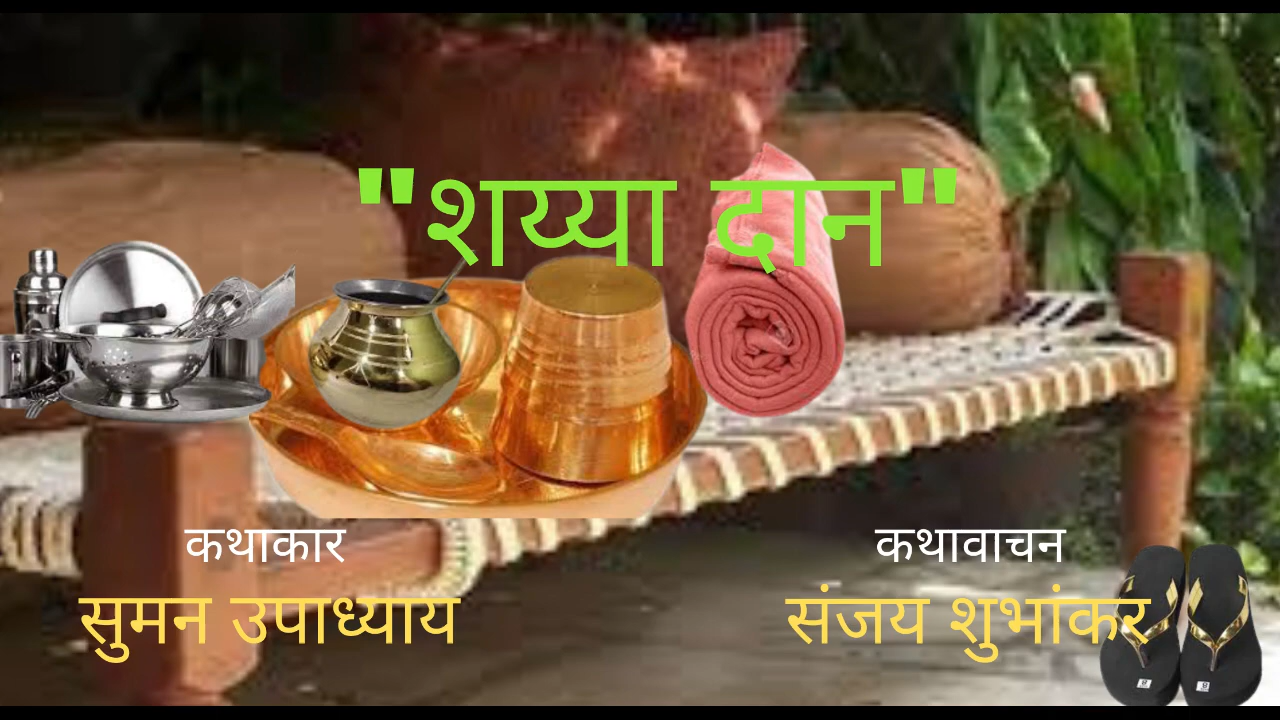 "शय्या दान"
कथाकार
सुमन उपाध्याय
कथावाचन
संजय शुभांकर